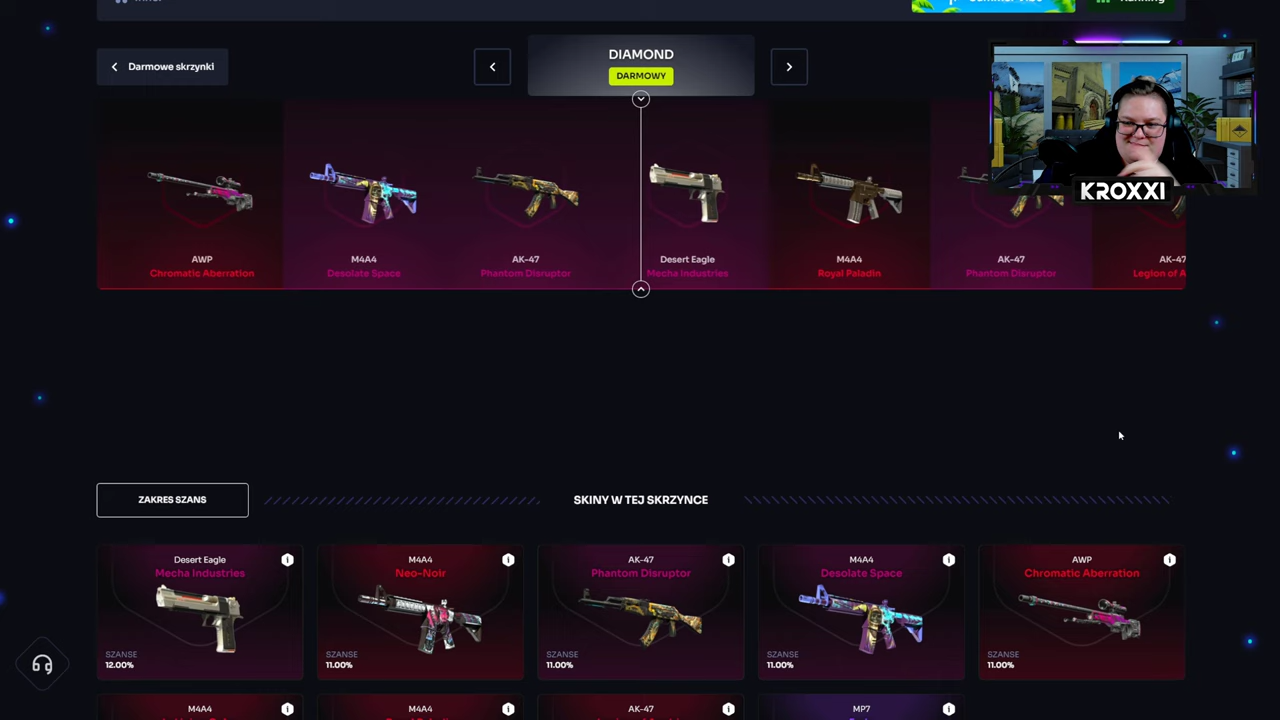 Darmowe skrzynki
DIAMOND
DARMOWY
KROXXI
AWP
Chromatic Aberration
M4A4
Desolate Space
AK-47
Phantom Disruptor
Desert Eagle
Mecha Industries
M4A4
Royal Paladin
AK-47
Phantom Disruptor
AK-47
Legion of A
ZAKRES SZANS
SKINY W TEJ SKRZYNCE
Desert Eagle
Mecha Industries
SZANSE
12.00%
M4A4
Neo-Noir
SZANSE
11.00%
AK-47
Phantom Disruptor
SZANSE
11.00%
M4A4
Desolate Space
SZANSE
11.00%
AWP
Chromatic Aberration
SZANSE
11.00%
M4A4
M4A4
AK-47
MP7